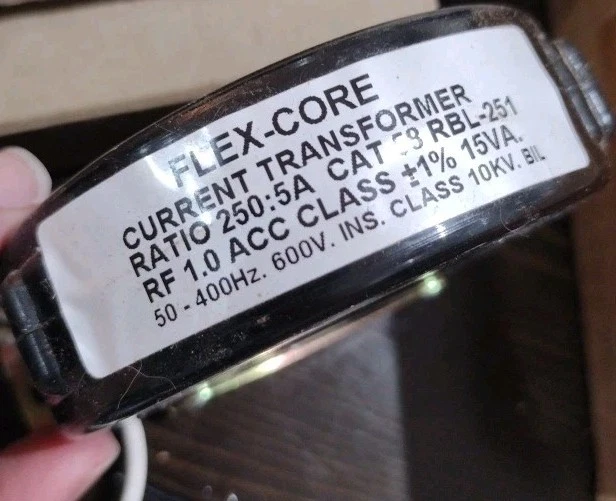 FLEX-CORE
CURRENT TRANSFORMER
RATIO 250:5A CAT RBL-251
RF 1.0 ACC CLASS ±1% 15VA.
50 - 400Hz. 600V. INS. CLASS 10KV. BIL